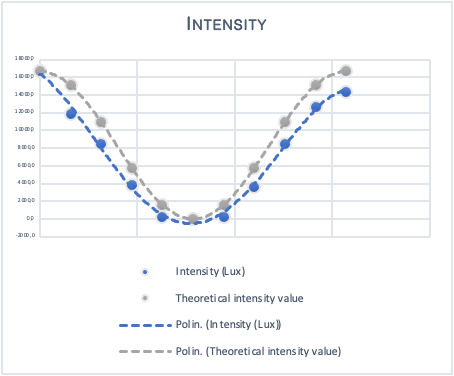 INTENSITY
18000,0
16000,0
14000,0
12000,0
10000,0
8000,0
6000,0
4000,0
2000,0
0,0
-2000,0
Intensity (Lux)
Theoretical intensity value
Polin. (Intensity (Lux))
Polin. (Theoretical intensity value)